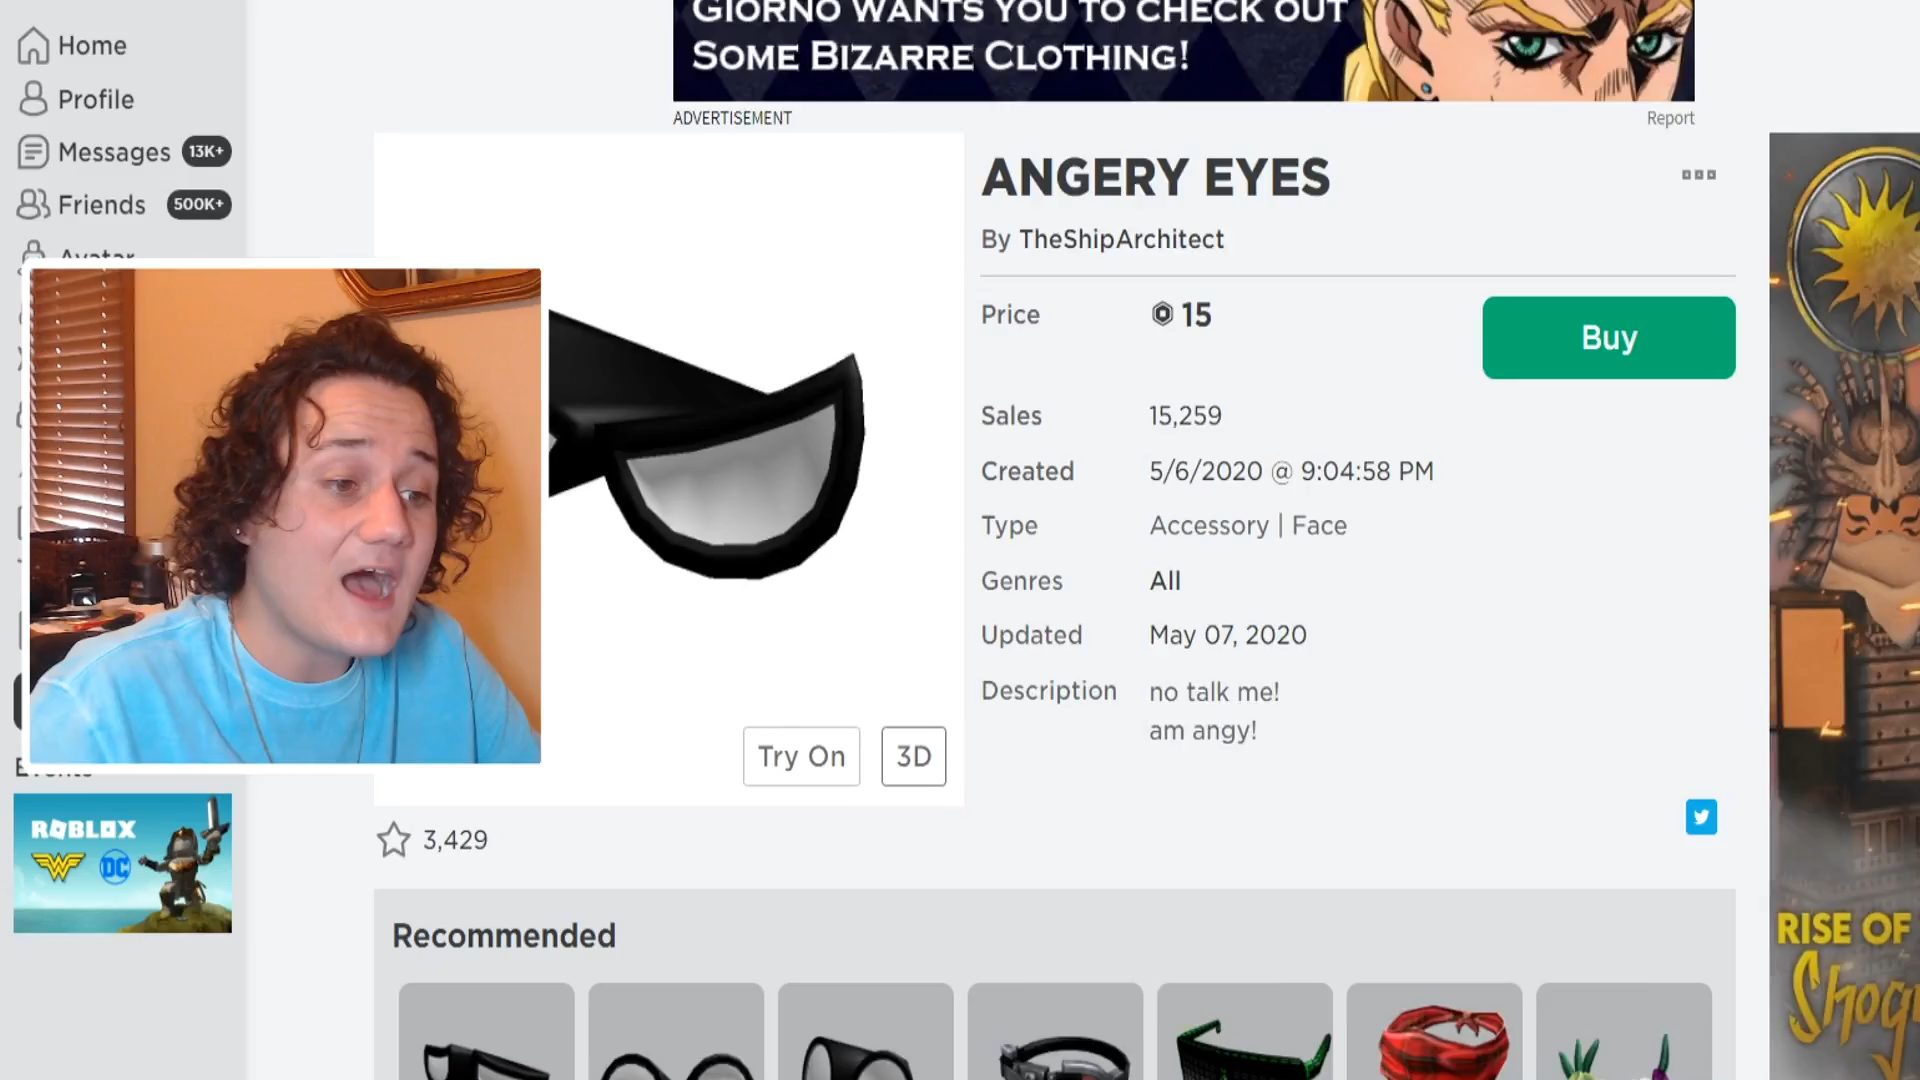 GIORNO WANTS YOU TO CHECK OUT
SOME BIZARRE CLOTHING!
ADVERTISEMENT
Report
Home
Profile
Messages 13K+
Friends 500K+
Avatar
ANGERY EYES
By TheShipArchitect
Price 15
Buy
Sales 15,259
Created 5/6/2020 @ 9:04:58 PM
Type Accessory | Face
Genres All
Updated May 07, 2020
Description no talk me!
am angy!
Try On
3D
Events
ROBLOX
W DC
3,429
Recommended
RISE OF